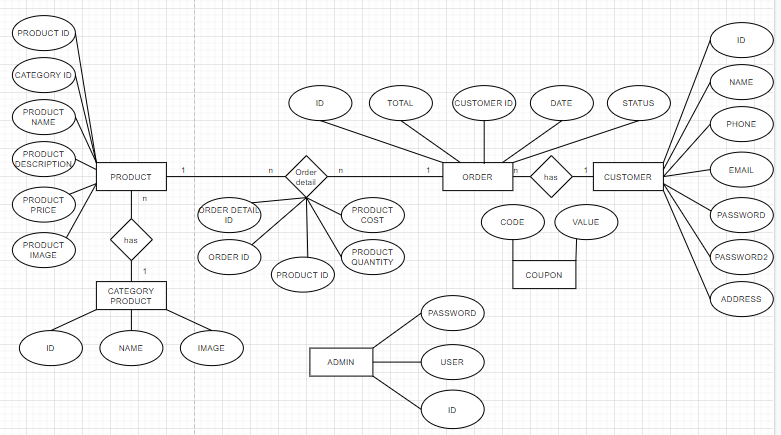 PRODUCT ID
CATEGORY ID
PRODUCT
NAME
PRODUCT
DESCRIPTION
PRODUCT
PRICE
PRODUCT
IMAGE
PRODUCT
1
n
Order
detail
n
1
ID
TOTAL
CUSTOMER ID
DATE
STATUS
ORDER
n
has
1
CUSTOMER
ID
NAME
PHONE
EMAIL
PASSWORD
PASSWORD2
ADDRESS
n
has
1
CATEGORY
PRODUCT
ID
NAME
IMAGE
ORDER DETAIL
ID
ORDER ID
PRODUCT ID
PRODUCT
COST
PRODUCT
QUANTITY
CODE
VALUE
COUPON
ADMIN
PASSWORD
USER
ID